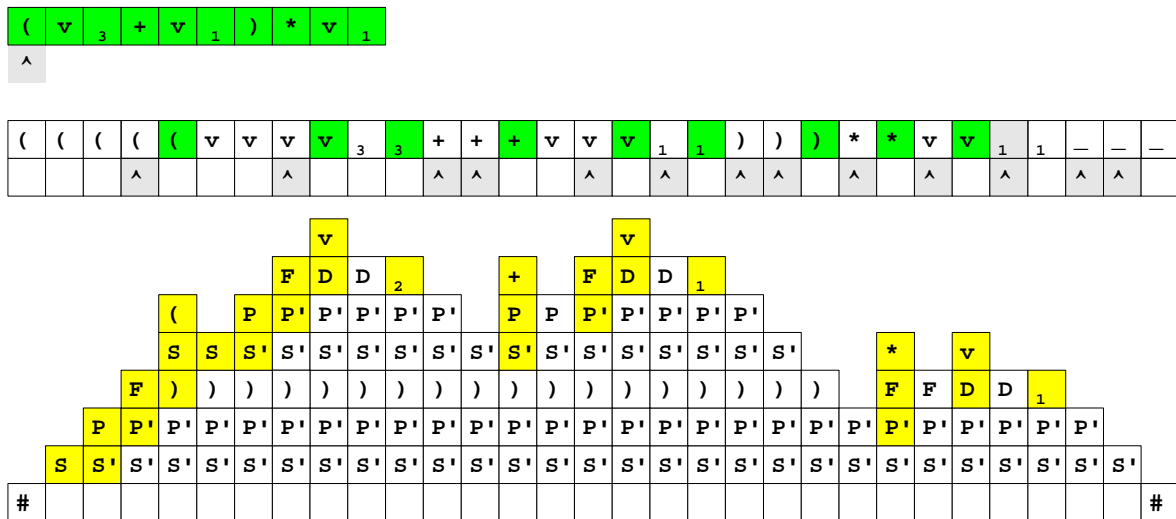 ( v 3 + v 1 ) * v 1
^
( ( ( ( ( v v v v 3 3 + + + v v v 1 1 ) ) ) * * v v 1 1 _ _ _
^ ^ ^ ^ ^ ^ ^ ^ ^ ^ ^ ^ ^
v v
F D D 2 + F D D 1
( P P' P' P' P' P' P P P' P' P' P' P'
S S S' S' S' S' S' S' S' S' S' S' S' S' S' S' S' * v
F ) ) ) ) ) ) ) ) ) ) ) ) ) ) ) ) ) ) F F D D 1
P P' P' P' P' P' P' P' P' P' P' P' P' P' P' P' P' P' P' P' P' P' P' P' P' P' P'
S S' S' S' S' S' S' S' S' S' S' S' S' S' S' S' S' S' S' S' S' S' S' S' S' S' S' S' S'
# #